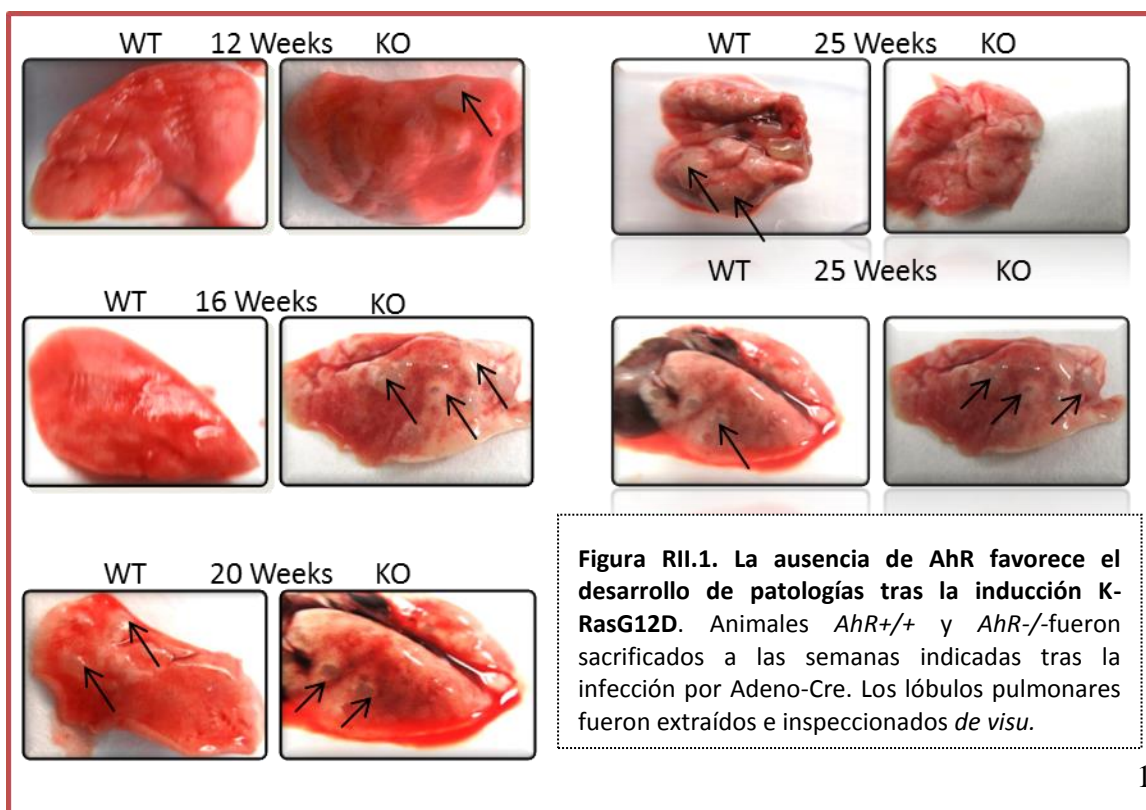 WT 12 Weeks KO
WT 25 Weeks KO
WT 25 Weeks KO
WT 16 Weeks KO
WT 20 Weeks KO
Figura RII.1. La ausencia de AhR favorece el
desarrollo de patologías tras la inducción K-
RasG12D. Animales AhR+/+ y AhR-/-fueron
sacrificados a las semanas indicadas tras la
infección por Adeno-Cre. Los lóbulos pulmonares
fueron extraídos e inspeccionados de visu.
1